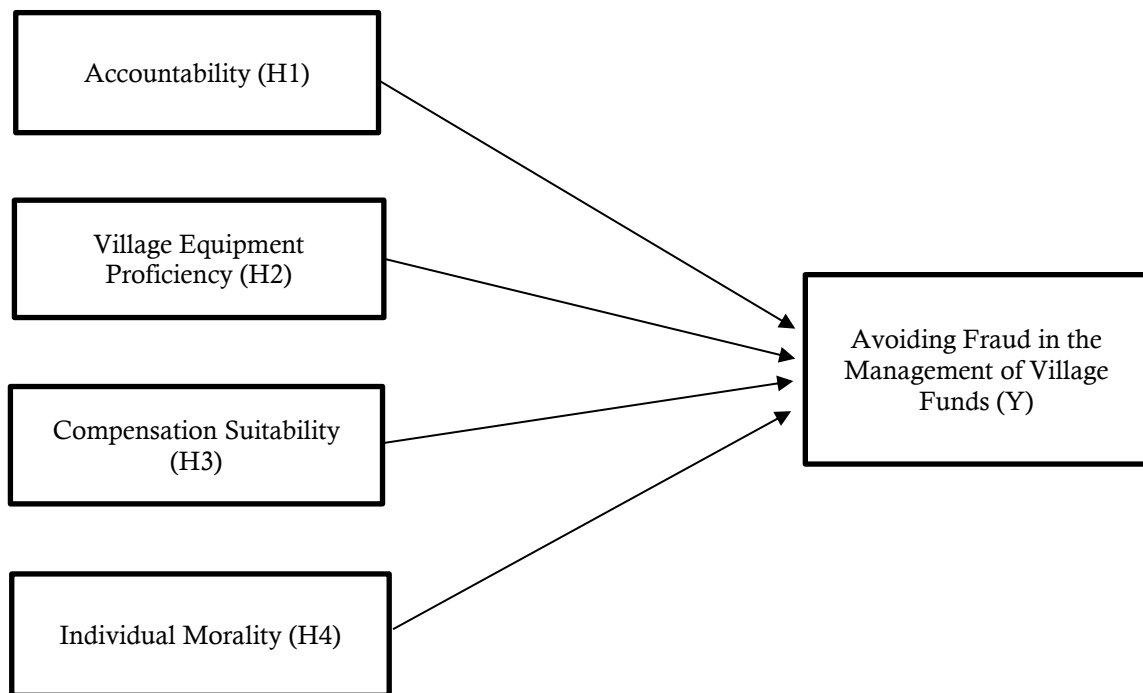 Accountability (H1)
Village Equipment
Proficiency (H2)
Compensation Suitability
(H3)
Individual Morality (H4)
Avoiding Fraud in the
Management of Village
Funds (Y)